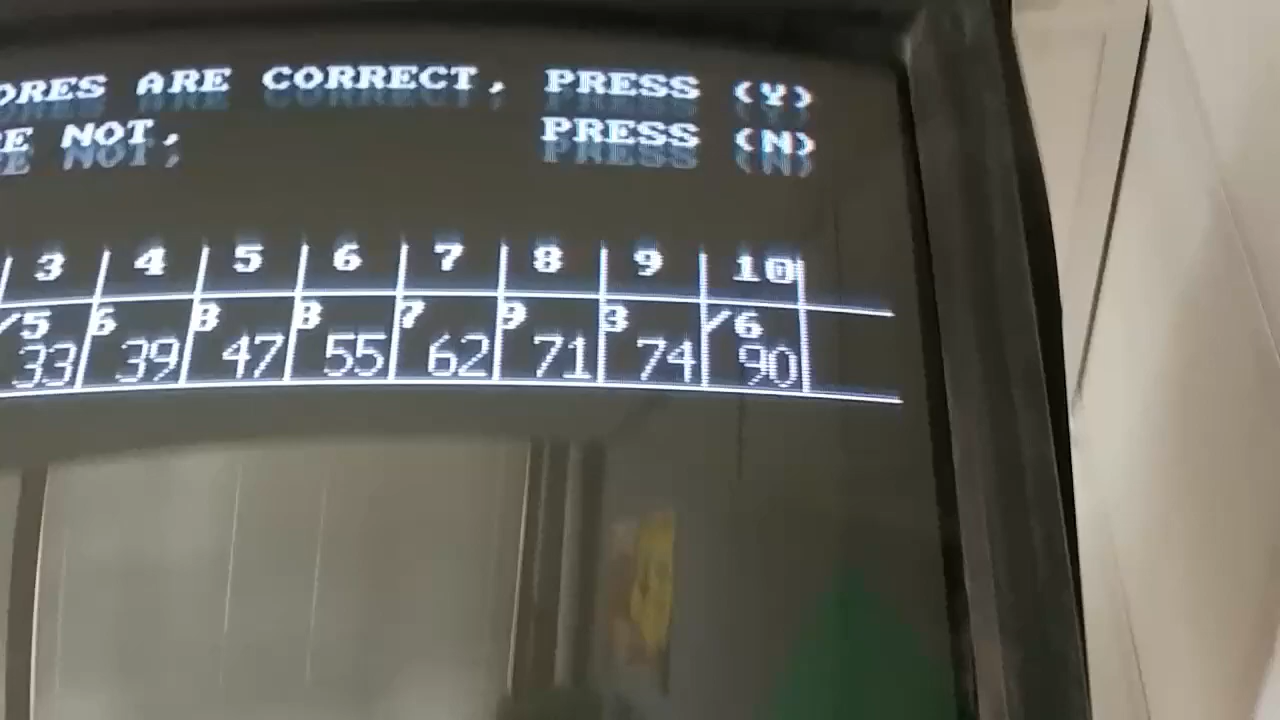 ORES ARE CORRECT, PRESS (Y)
E NOT, PRESS (N)
3 4 5 6 7 8 9 10
/5 6 8 8 7 9 3 /6
33 39 47 55 62 71 74 90